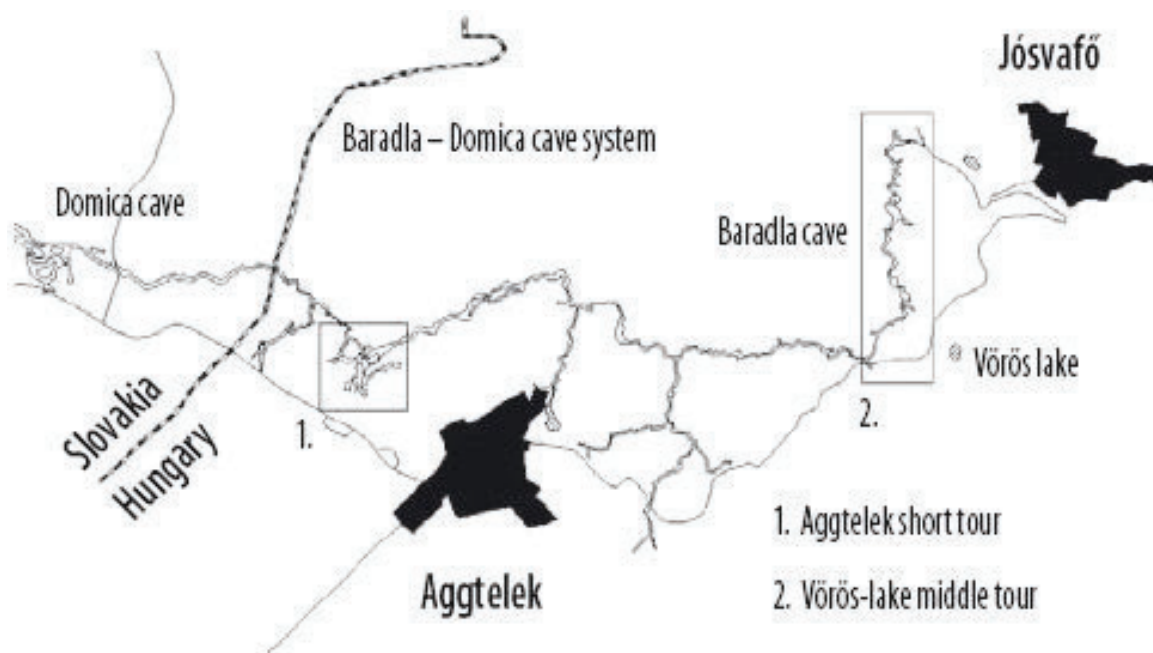 Jósvafő
Baradla – Domica cave system
Domica cave
Baradla cave
Vörös lake
Slovakia
Hungary
1.
2.
Aggtelek
1. Aggtelek short tour
2. Vörös-lake middle tour